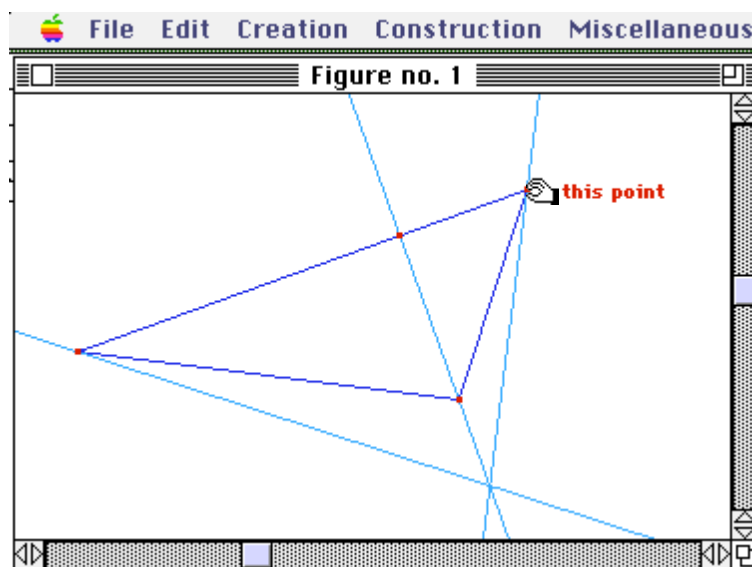 File Edit Creation Construction Miscellaneous
Figure no. 1
this point